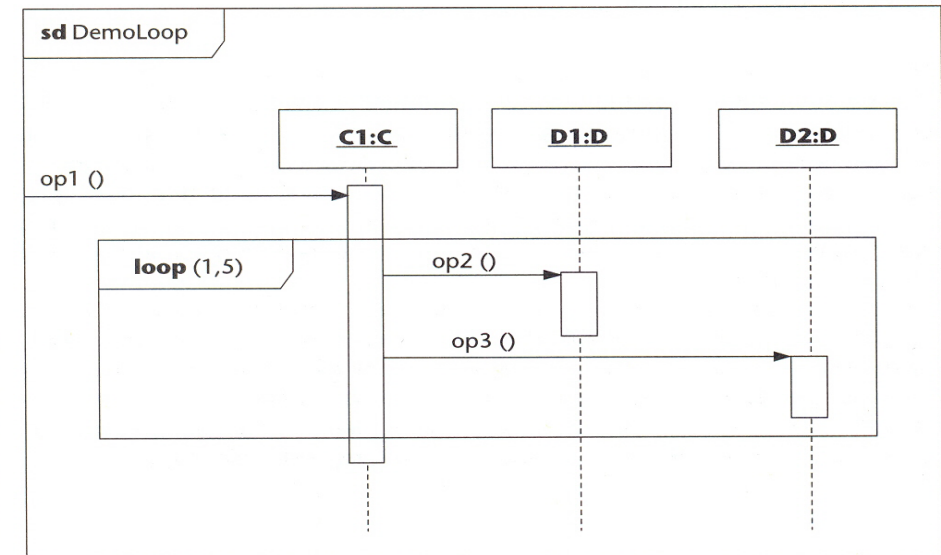 sd DemoLoop
C1:C
D1:D
D2:D
op1 ()
loop (1,5)
op2 ()
op3 ()